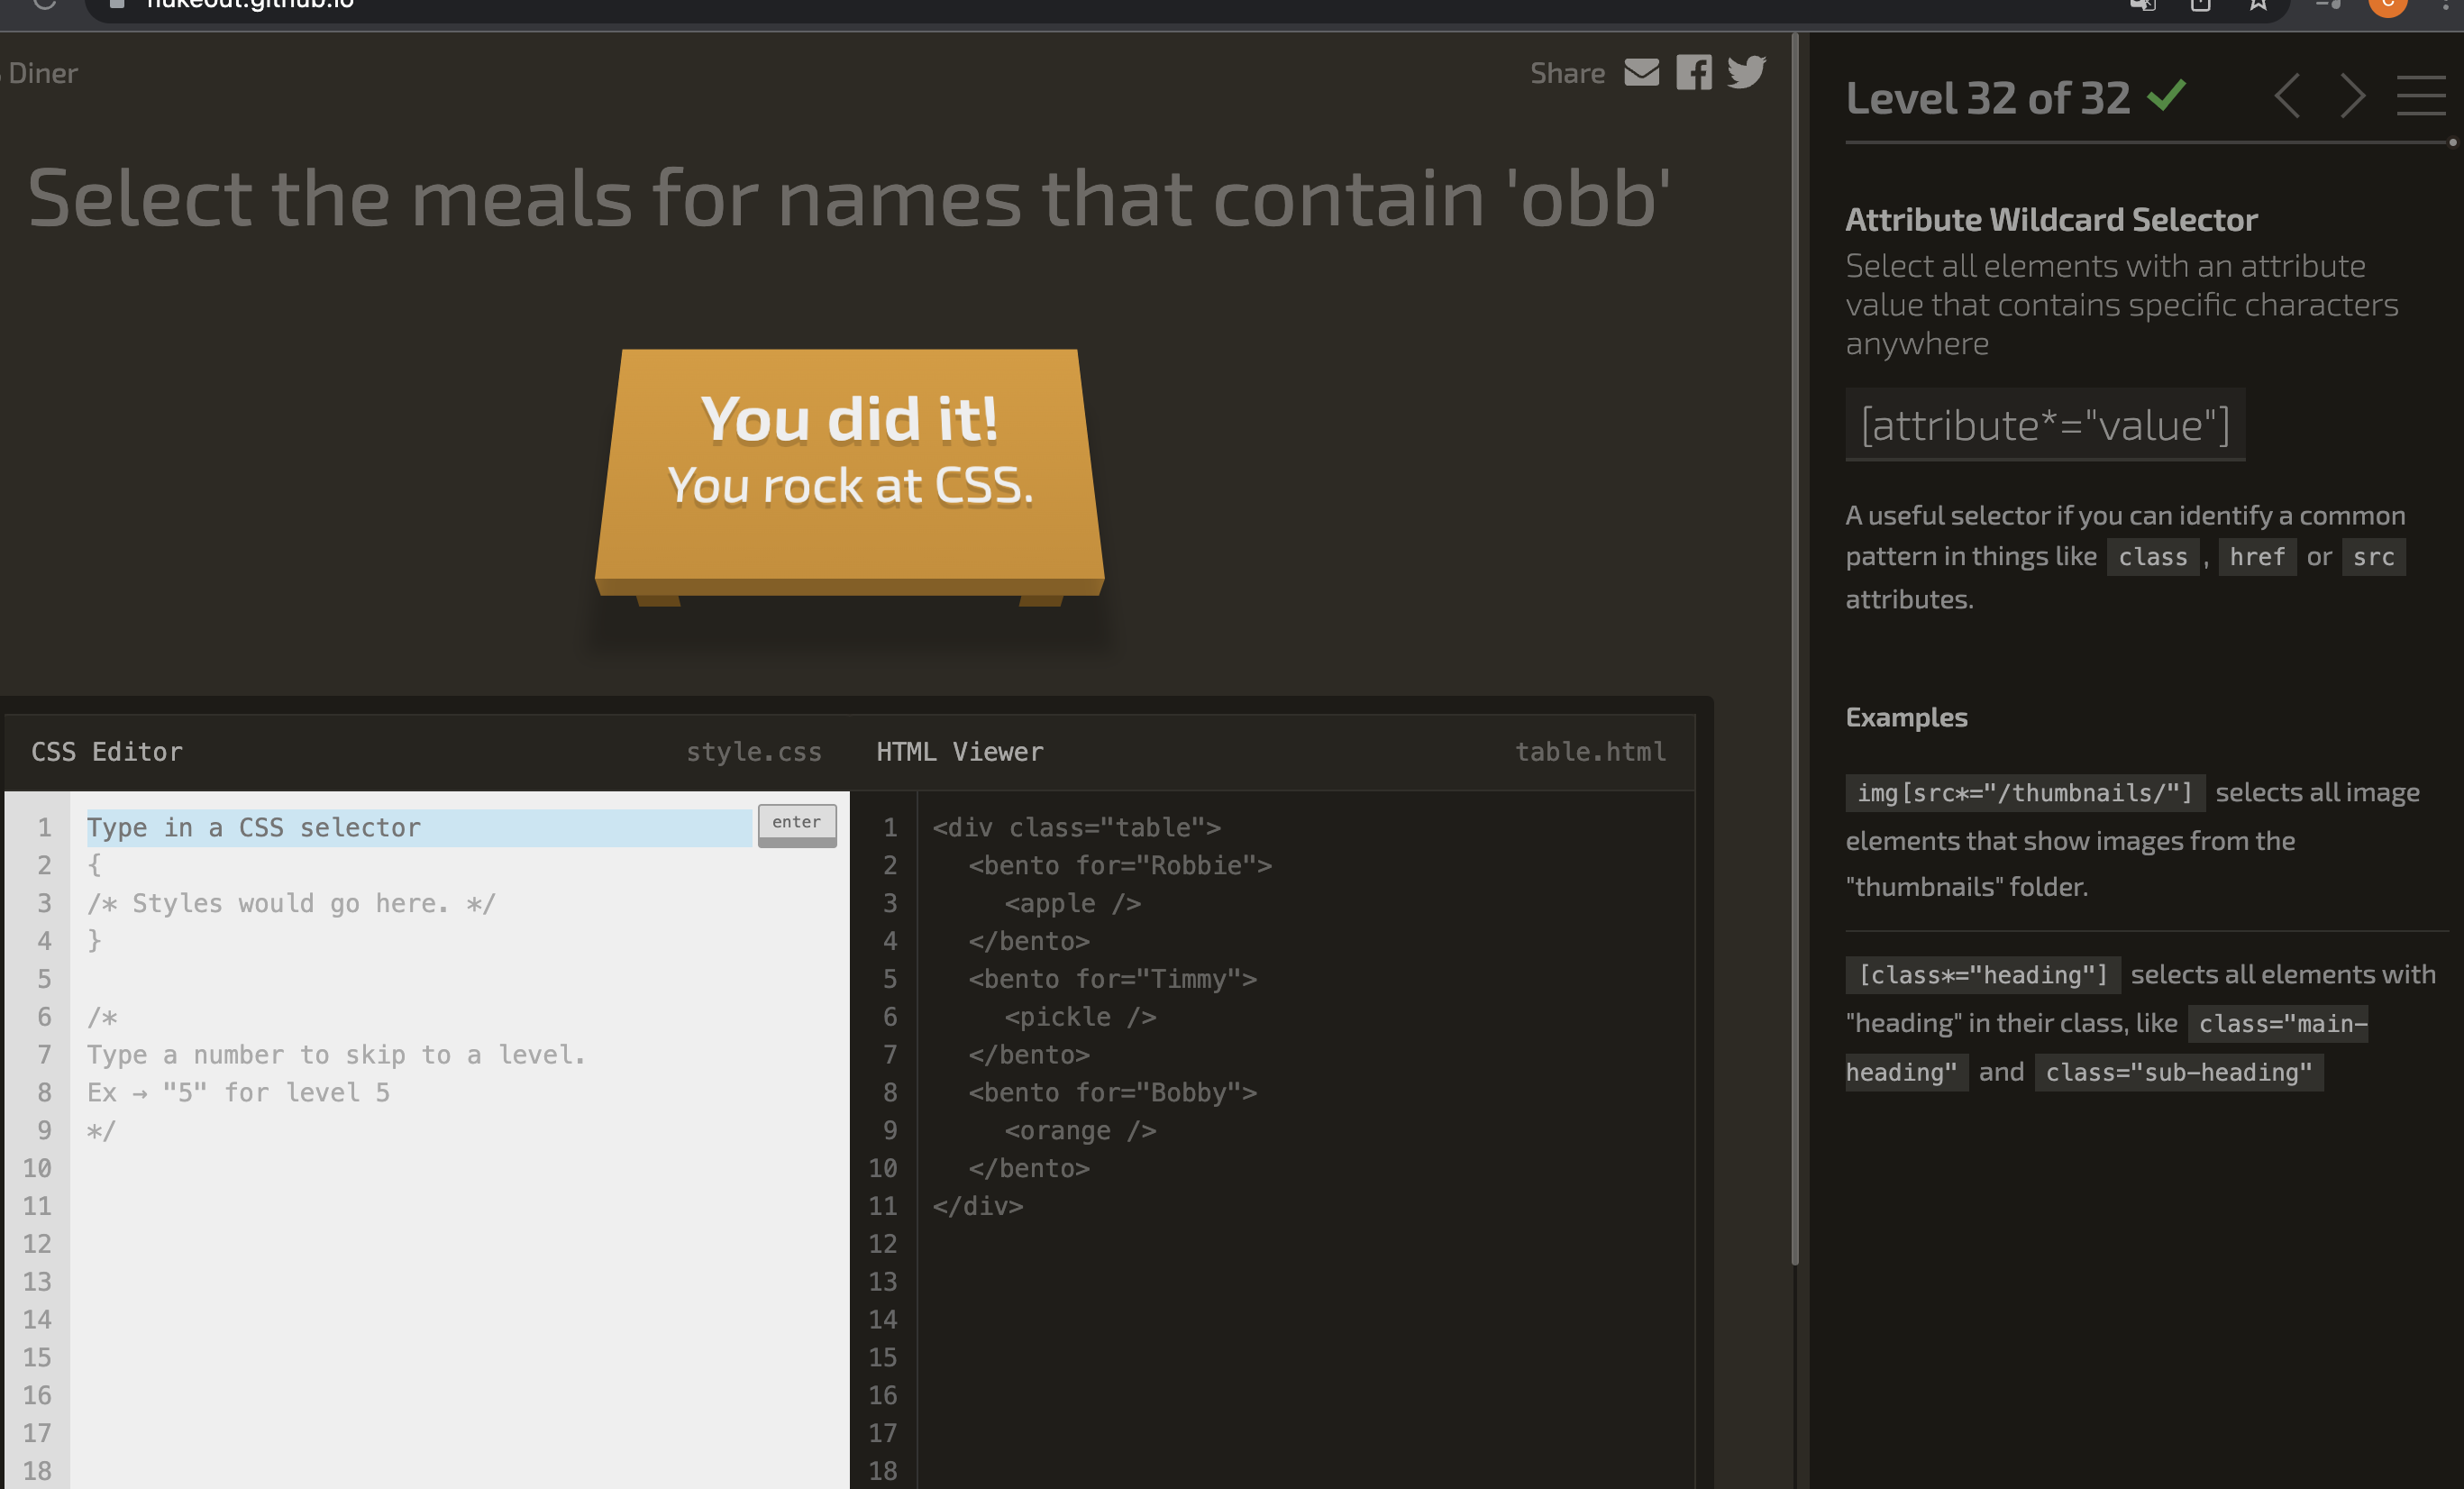 Diner
Share
Select the meals for names that contain 'obb'
You did it!
You rock at CSS.
CSS Editor
style.css
1 Type in a CSS selector
enter
2 {
3 /* Styles would go here. */
4 }
5
6 /*
7 Type a number to skip to a level.
8 Ex → "5" for level 5
9 */
10
11
12
13
14
15
16
17
18
HTML Viewer
table.html
1 <div class="table">
2 <bento for="Robbie">
3 <apple />
4 </bento>
5 <bento for="Timmy">
6 <pickle />
7 </bento>
8 <bento for="Bobby">
9 <orange />
10 </bento>
11 </div>
12
13
14
15
16
17
18
Level 32 of 32
Attribute Wildcard Selector
Select all elements with an attribute
value that contains specific characters
anywhere
[attribute*="value"]
A useful selector if you can identify a common
pattern in things like class , href or src
attributes.
Examples
img[src*="/thumbnails/"] selects all image
elements that show images from the
"thumbnails" folder.
[class*="heading"] selects all elements with
"heading" in their class, like class="main-
heading" and class="sub-heading"